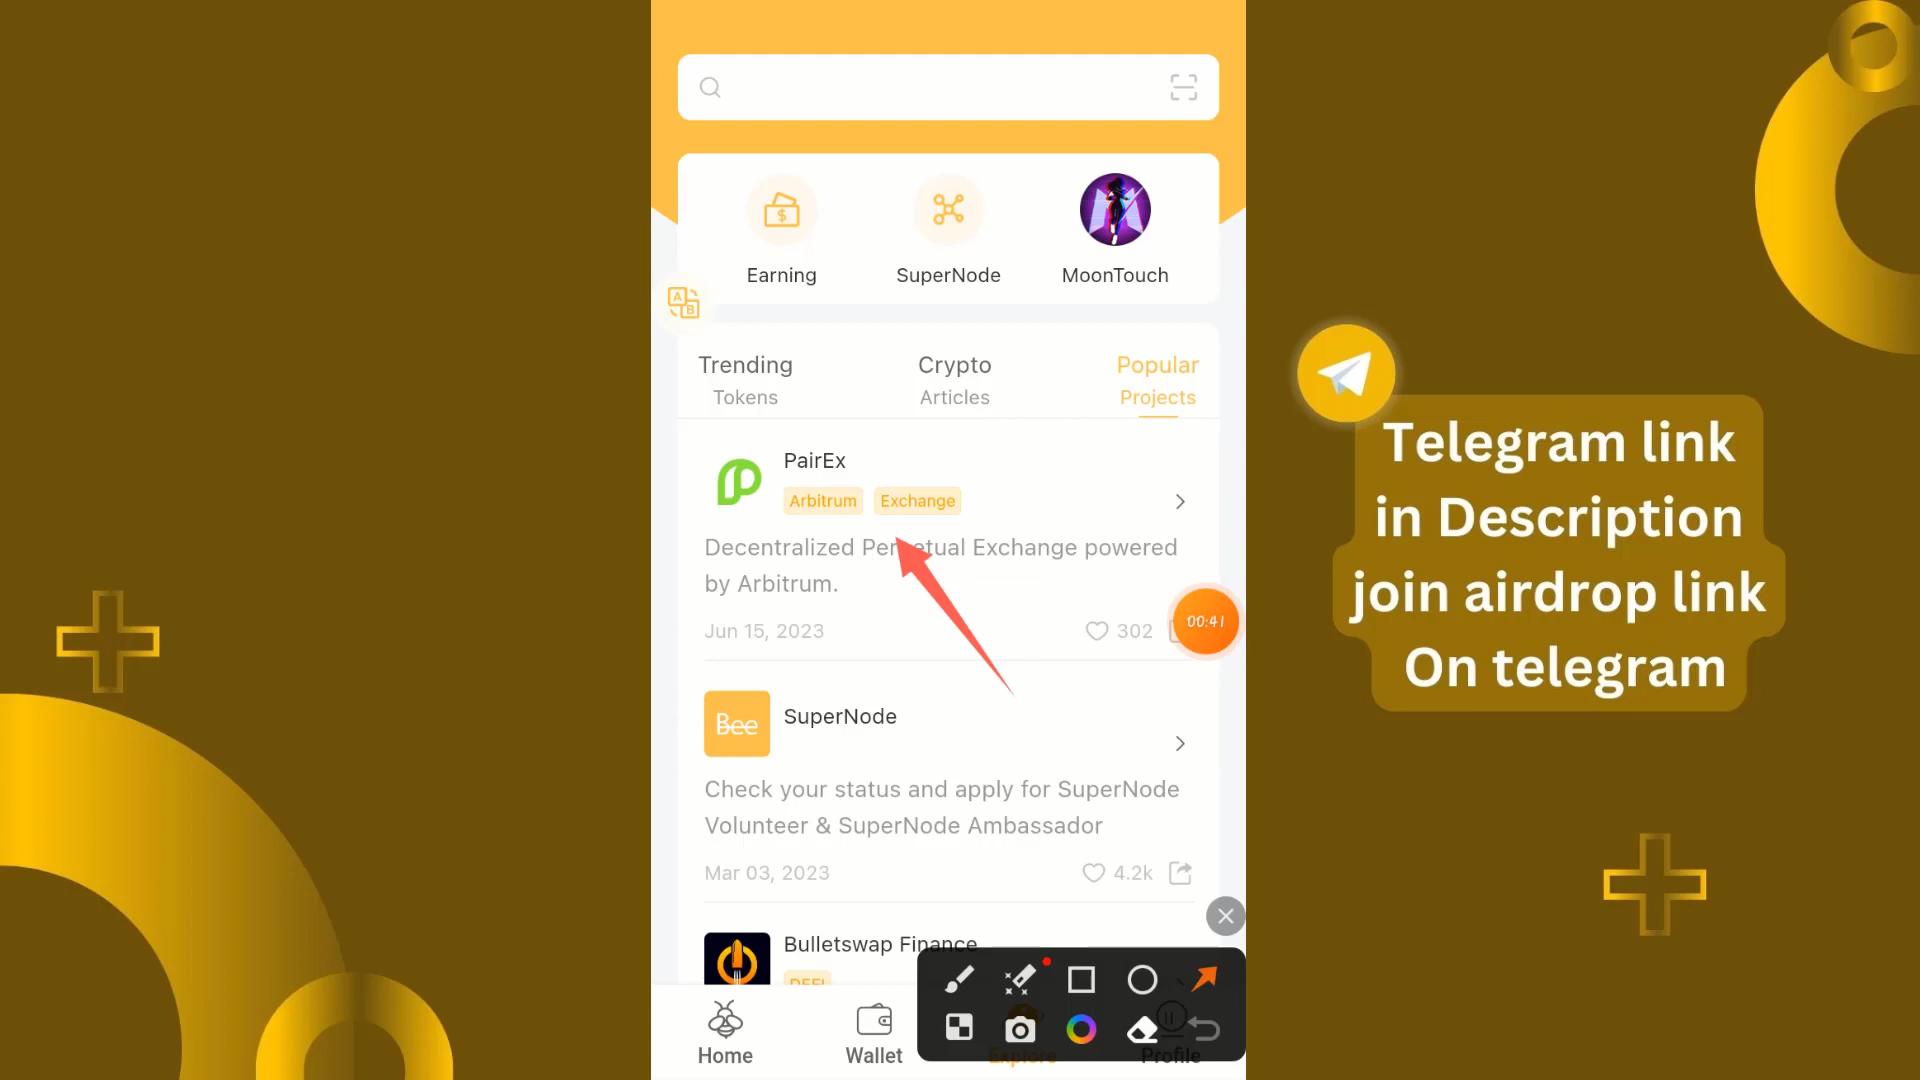 Earning
SuperNode
MoonTouch
A
B
Trending
Tokens
Crypto
Articles
Popular
Projects
PairEx
Arbitrum
Exchange
Decentralized Perpetual Exchange powered
by Arbitrum.
Jun 15, 2023
302
00:41
Bee
SuperNode
Check your status and apply for SuperNode
Volunteer & SuperNode Ambassador
Mar 03, 2023
4.2k
Bulletswap Finance
DEFI
Home
Wallet
Explore
Profile
Telegram link
in Description
join airdrop link
On telegram